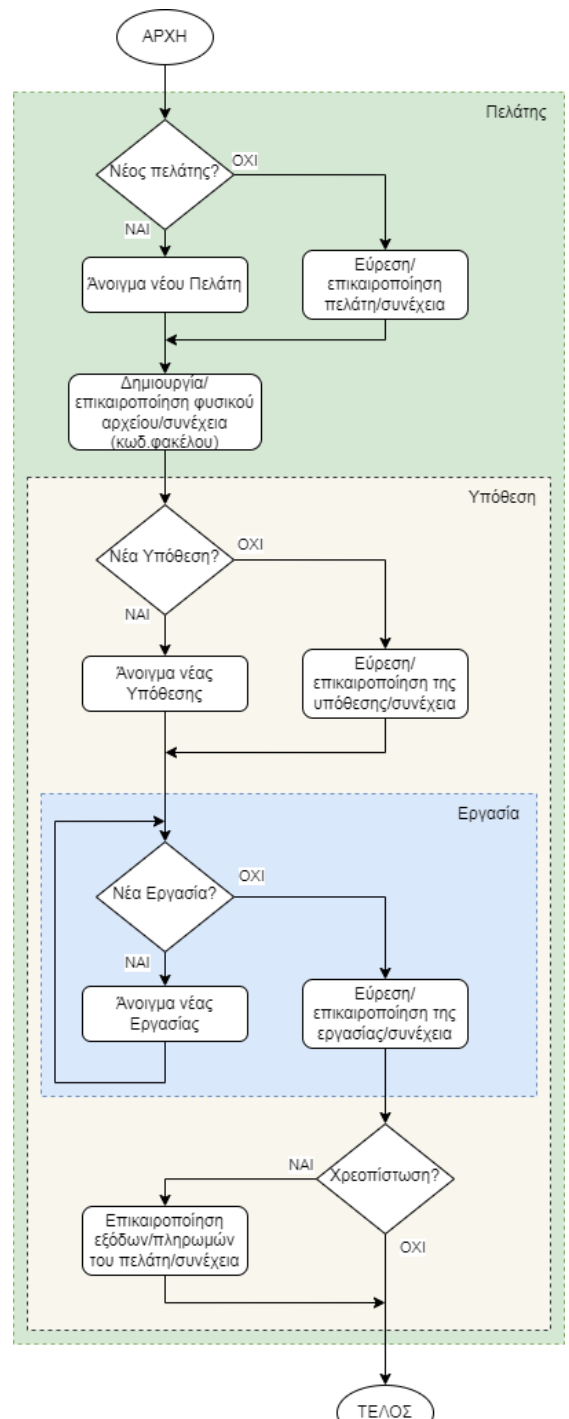 ΑΡΧΗ
Πελάτης
Νέος πελάτης?
ΟΧΙ
ΝΑΙ
Άνοιγμα νέου Πελάτη
Εύρεση/
επικαιροποίηση
πελάτη/συνέχεια
Δημιουργία/
επικαιροποίηση φυσικού
αρχείου/συνέχεια
(κωδ.φακέλου)
Υπόθεση
Νέα Υπόθεση?
ΟΧΙ
ΝΑΙ
Άνοιγμα νέας
Υπόθεσης
Εύρεση/
επικαιροποίηση της
υπόθεσης/συνέχεια
Εργασία
Νέα Εργασία?
ΟΧΙ
ΝΑΙ
Άνοιγμα νέας
Εργασίας
Εύρεση/
επικαιροποίηση της
εργασίας/συνέχεια
Χρεοπίστωση?
ΝΑΙ
ΟΧΙ
Επικαιροποίηση
εξόδων/πληρωμών
του πελάτη/συνέχεια
ΤΕΛΟΣ